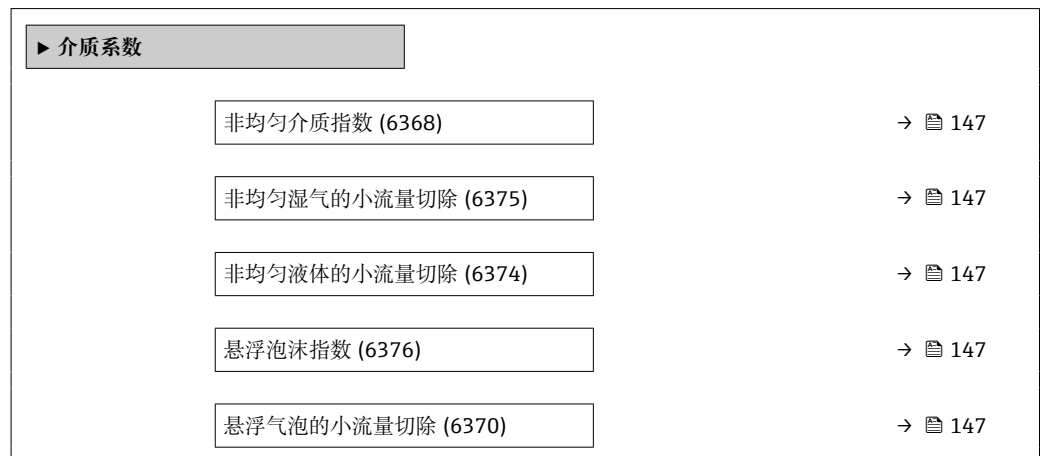 ▶ 介质系数
非均匀介质指数 (6368) → 🖹 147
非均匀湿气的小流量切除 (6375) → 🖹 147
非均匀液体的小流量切除 (6374) → 🖹 147
悬浮泡沫指数 (6376) → 🖹 147
悬浮气泡的小流量切除 (6370) → 🖹 147